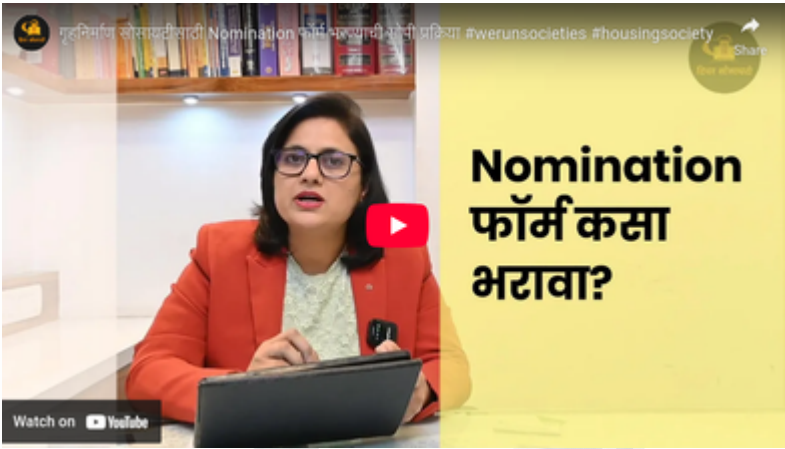 गृहनिर्माण सोसायटीसाठी Nomination फॉर्म भरण्याची सोपी प्रक्रिया #werunsocieties #housingsociety
Share
Nomination
फॉर्म कसा
भरावा?
Watch on YouTube